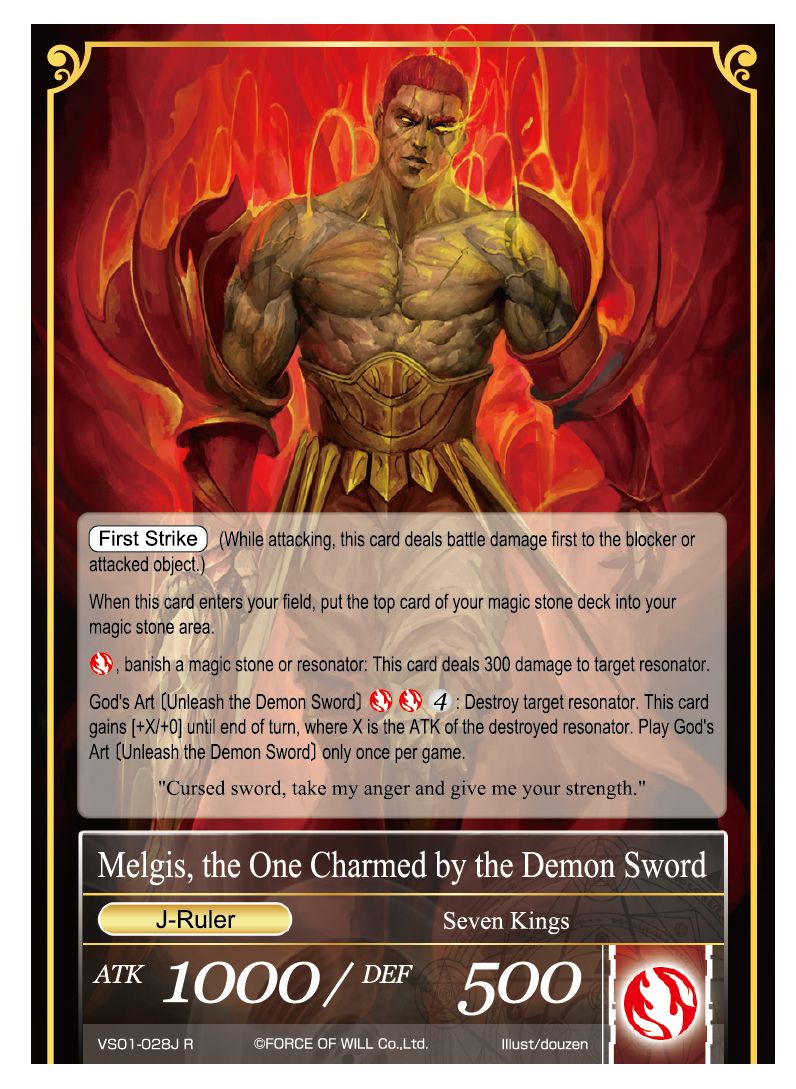 First Strike (While attacking, this card deals battle damage first to the blocker or
attacked object.)
When this card enters your field, put the top card of your magic stone deck into your
magic stone area.
, banish a magic stone or resonator: This card deals 300 damage to target resonator.
God's Art〔Unleash the Demon Sword〕 4 : Destroy target resonator. This card
gains [+X/+0] until end of turn, where X is the ATK of the destroyed resonator. Play God's
Art〔Unleash the Demon Sword〕only once per game.
"Cursed sword, take my anger and give me your strength."
Melgis, the One Charmed by the Demon Sword
J-Ruler Seven Kings
ATK 1000/ DEF 500
VS01-028J R ©FORCE OF WILL Co.,Ltd. Illust/douzen